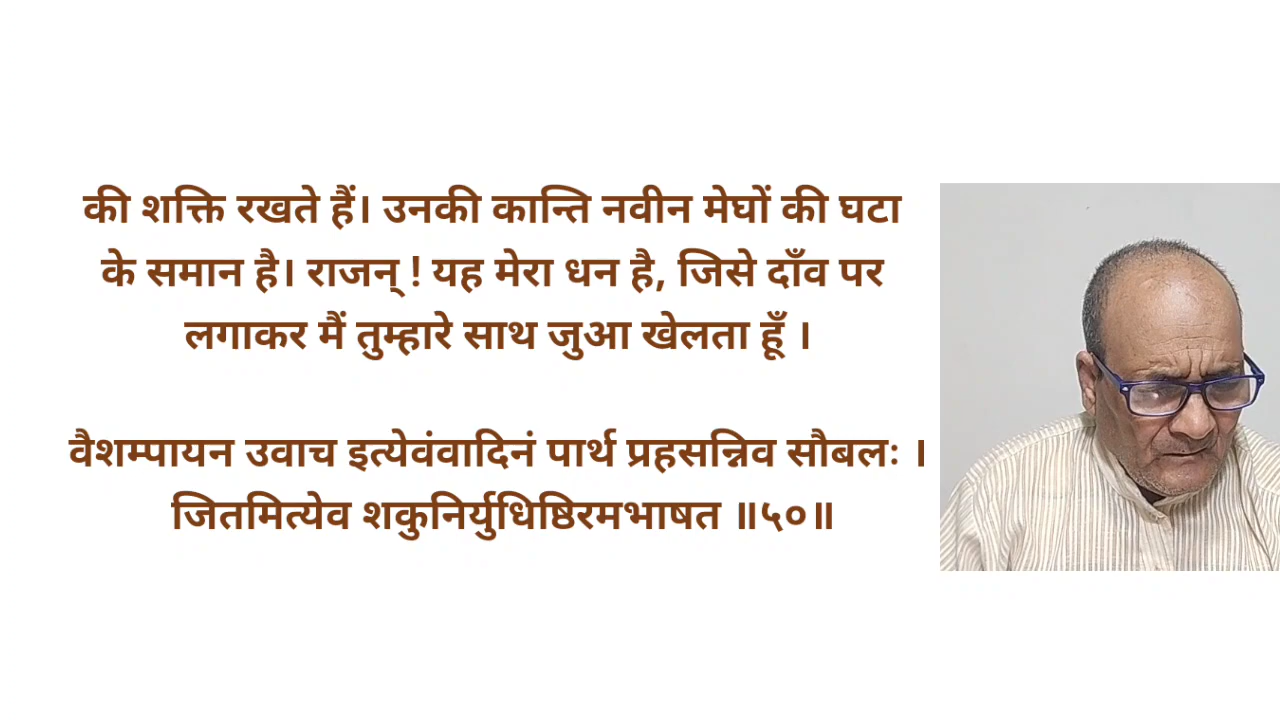 की शक्ति रखते हैं। उनकी कान्ति नवीन मेघों की घटा
के समान है। राजन् ! यह मेरा धन है, जिसे दाँव पर
लगाकर मैं तुम्हारे साथ जुआ खेलता हूँ ।
वैशम्पायन उवाच इत्येवंवादिनं पार्थ प्रहसन्निव सौबलः ।
जितमित्येव शकुनिर्युधिष्ठिरमभाषत ॥५०॥